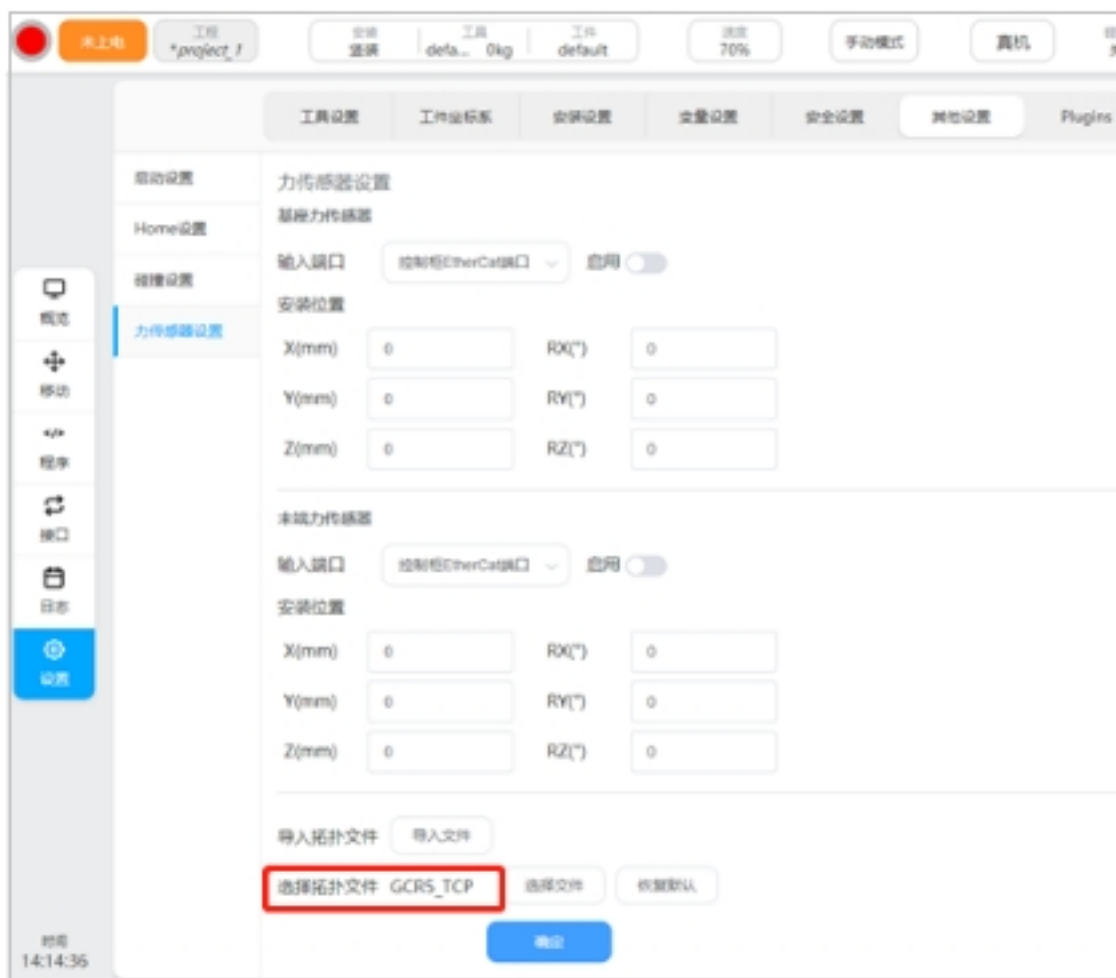 未上电 工程 安装 工具 工件 速度 手动模式 真机
*project_1 竖装 defa... 0kg default 70%
工具设置 工件坐标系 安装设置 变量设置 安全设置 其他设置 Plugins
启动设置
Home设置
碰撞设置
力传感器设置
概览
移动
程序
接口
日志
设置
时间
14:14:36
力传感器设置
基座力传感器
输入端口 控制柜EtherCat端口 启用
安装位置
X(mm) 0 RX(°) 0
Y(mm) 0 RY(°) 0
Z(mm) 0 RZ(°) 0
末端力传感器
输入端口 控制柜EtherCat端口 启用
安装位置
X(mm) 0 RX(°) 0
Y(mm) 0 RY(°) 0
Z(mm) 0 RZ(°) 0
导入拓扑文件 导入文件
选择拓扑文件 GCR5_TCP 选择文件 恢复默认
确定